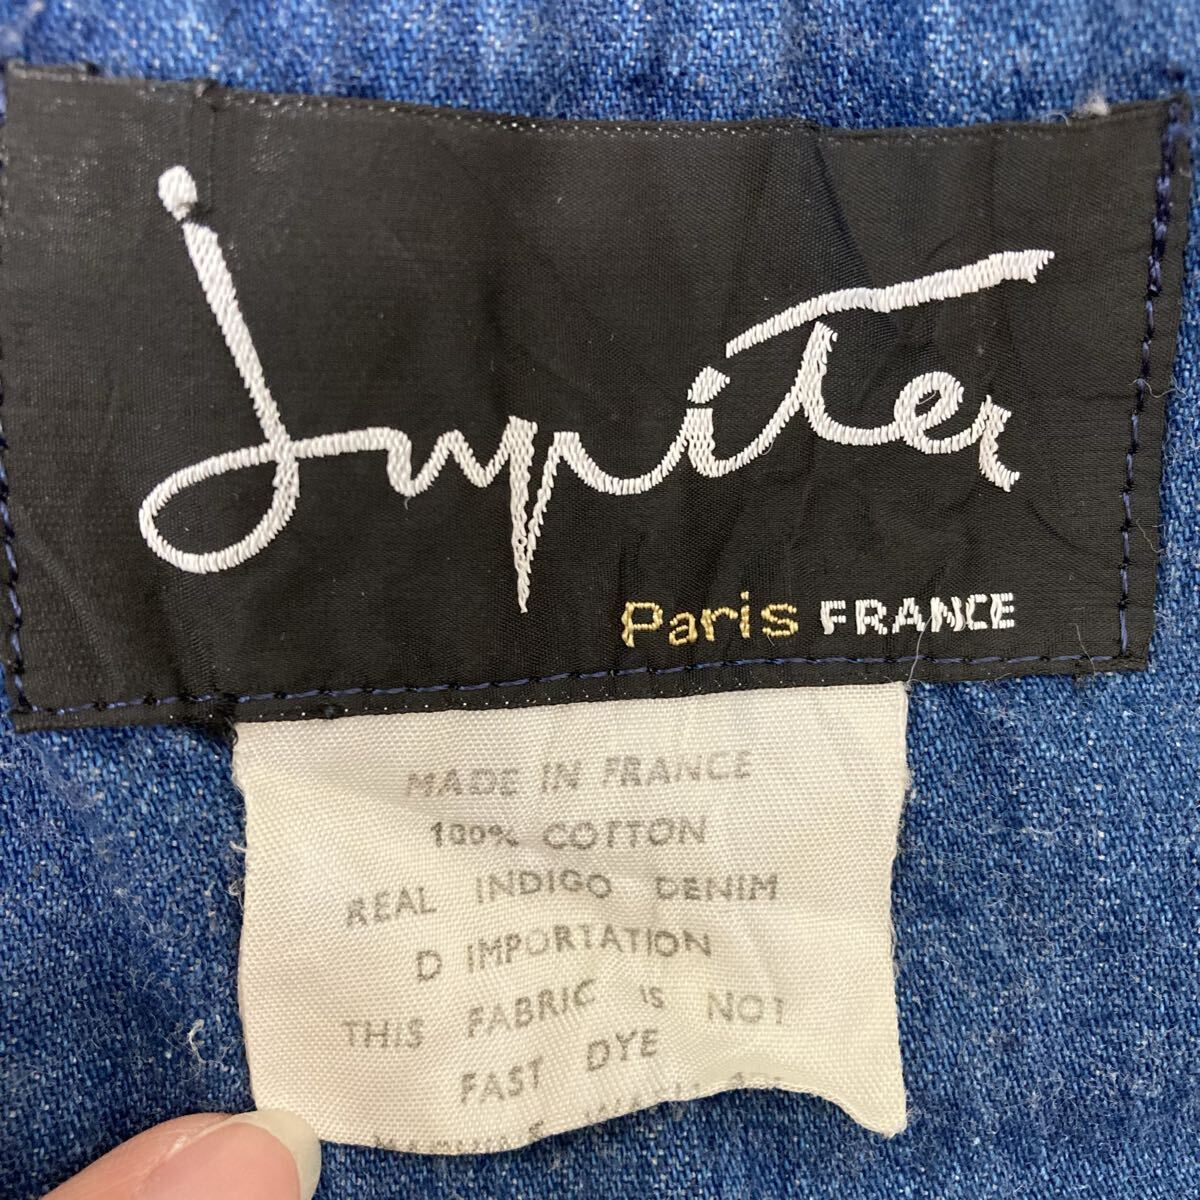 Jupiter
Paris FRANCE
MADE IN FRANCE
100% COTTON
REAL INDIGO DENIM
D IMPORTATION
THIS FABRIC IS NOT
FAST DYE